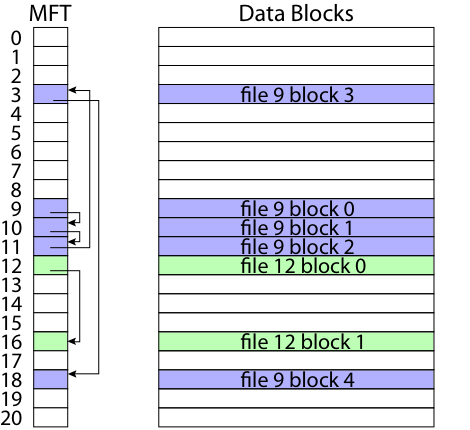 MFT Data Blocks
0
1
2
3 file 9 block 3
4
5
6
7
8
9 file 9 block 0
10 file 9 block 1
11 file 9 block 2
12 file 12 block 0
13
14
15
16 file 12 block 1
17
18 file 9 block 4
19
20